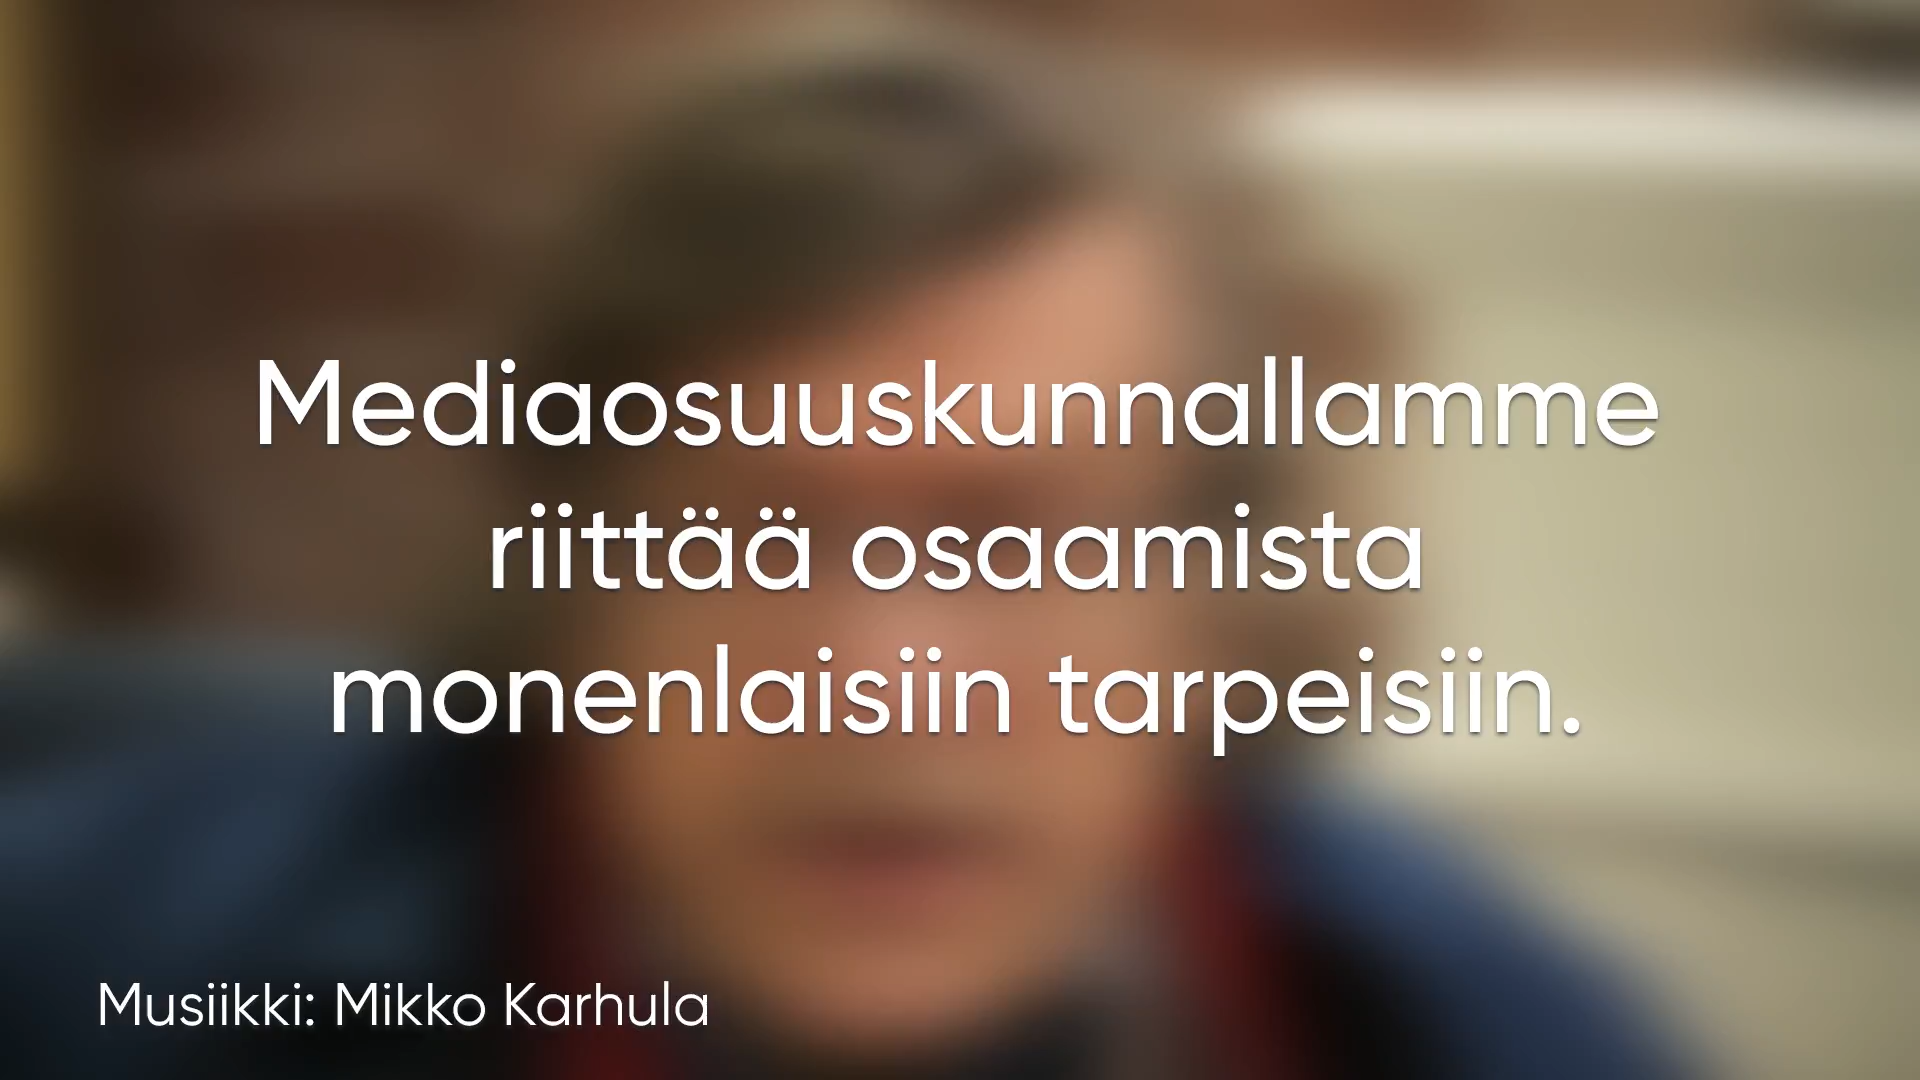 Mediaosuuskunnallamme
riittää osaamista
monenlaisiin tarpeisiin.
Musiikki: Mikko Karhula